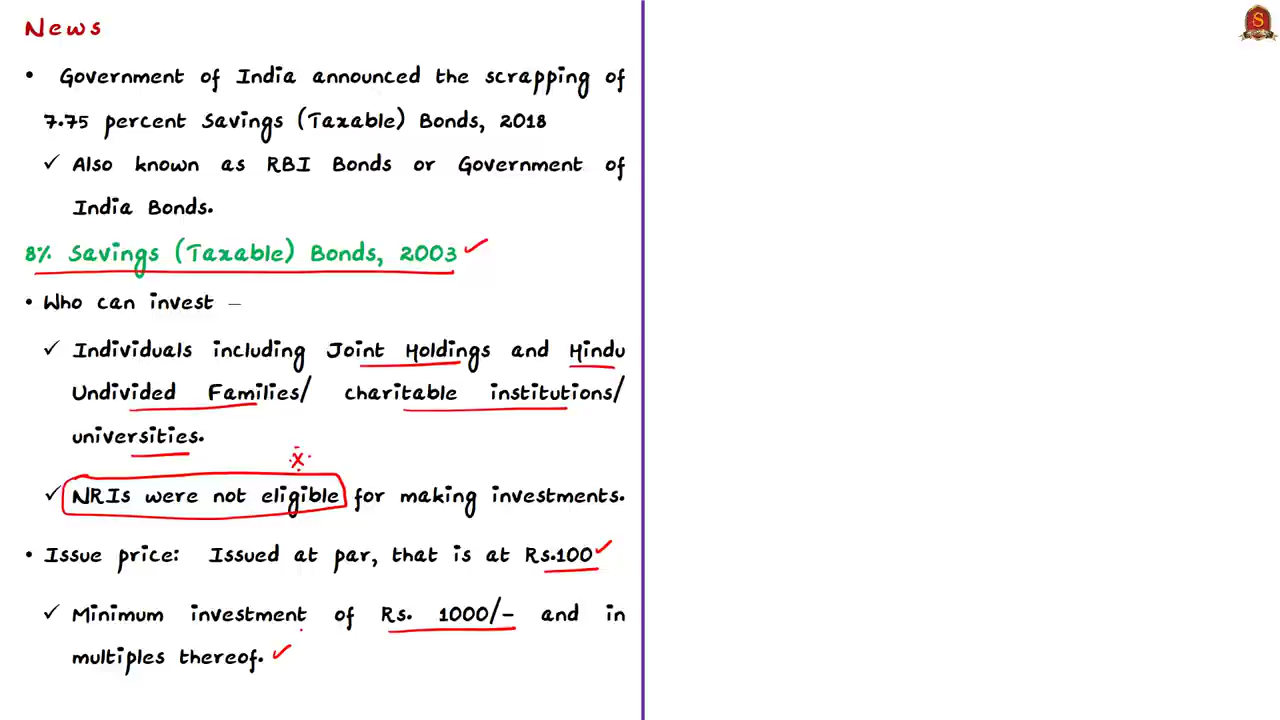 News
• Government of India announced the scrapping of
7.75 percent Savings (Taxable) Bonds, 2018
✓ Also known as RBI Bonds or Government of
India Bonds.
8% Savings (Taxable) Bonds, 2003
• Who can invest –
✓ Individuals including Joint Holdings and Hindu
Undivided Families/ charitable institutions/
universities.
✓ NRIs were not eligible for making investments.
• Issue price: Issued at par, that is at Rs.100
✓ Minimum investment of Rs. 1000/- and in
multiples thereof.
S